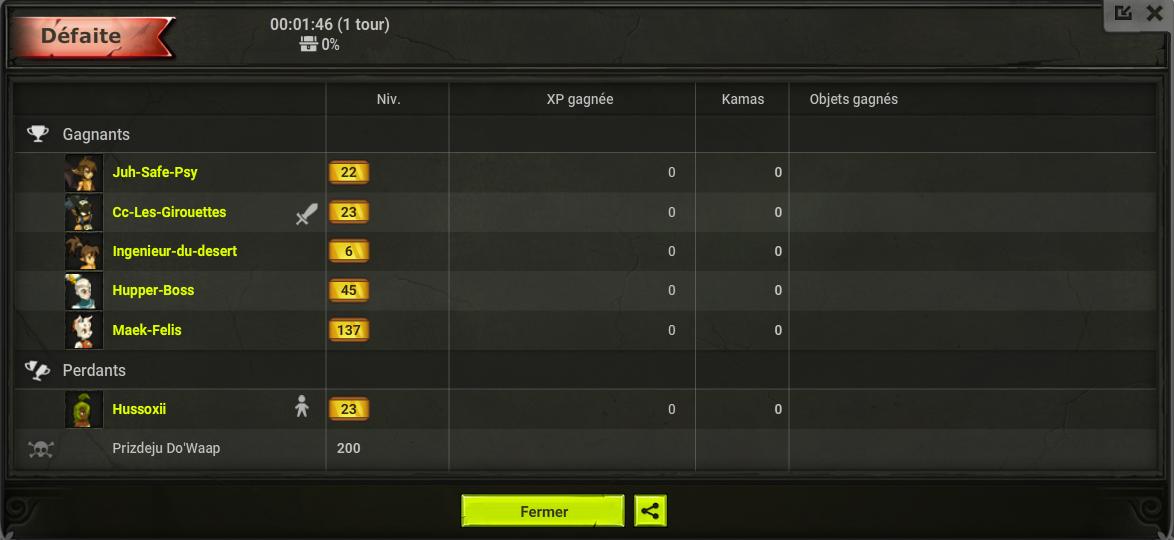 Défaite
00:01:46 (1 tour)
0%
Niv. XP gagnée Kamas Objets gagnés
Gagnants
Juh-Safe-Psy 22 0 0
Cc-Les-Girouettes 23 0 0
Ingenieur-du-desert 6 0 0
Hupper-Boss 45 0 0
Maek-Felis 137 0 0
Perdants
Hussoxii 23 0 0
Prizdeju Do'Waap 200
Fermer